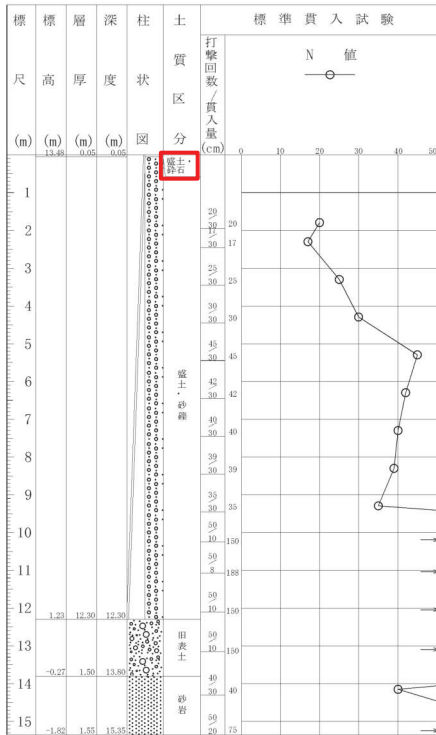 標 標 層 深 柱 土 標 準 貫 入 試 験
尺 高 厚 度 状 質 打撃回数/貫入量 N 値
(m) (m) (m) (m) 図 区 分 (cm)
13.48 0.05 0.05 盛土・ 0 10 20 30 40 50
砕石
1
20/30 20
2 17/30 17
3 25/30 25
4 30/30 30
5 45/30 45
6 盛土・砂礫 42/30 42
7 40/30 40
8 39/30 39
9 35/30 35
10 50/10 150
11 50/8 188
12 50/10 150
1.23 12.30 12.30
13 旧表土 50/10 150
-0.27 1.50 13.80
14 40/30 40
砂岩
15 50/20 75
-1.82 1.55 15.35